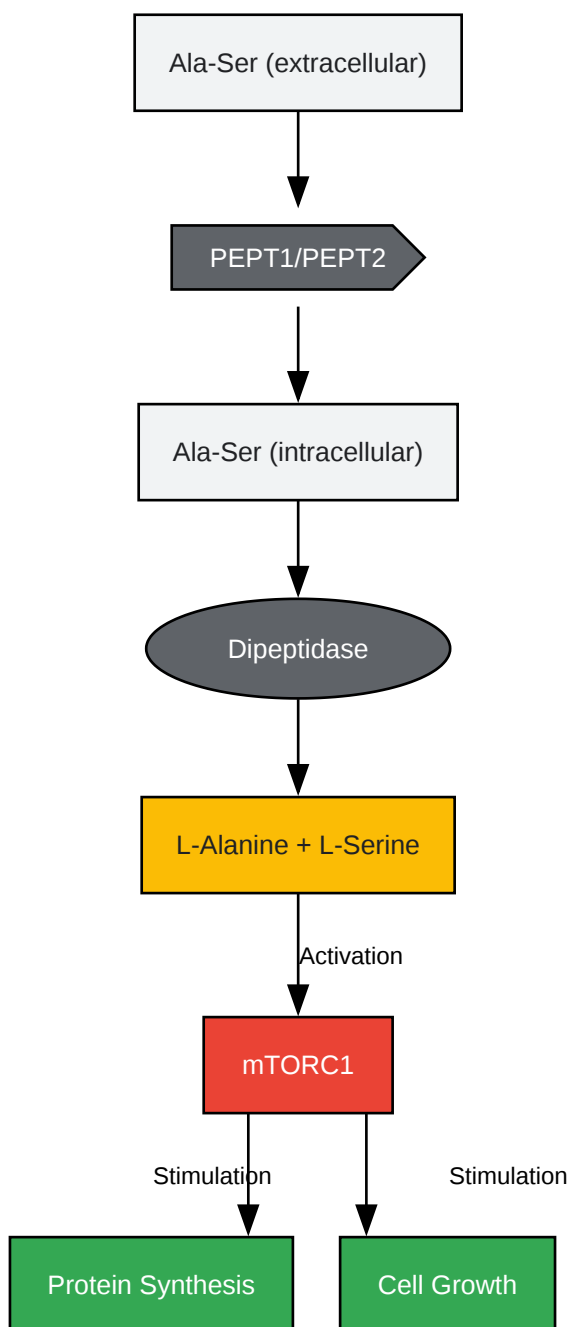 Ala-Ser (extracellular)
PEPT1/PEPT2
Ala-Ser (intracellular)
Dipeptidase
L-Alanine + L-Serine
Activation
mTORC1
Stimulation
Stimulation
Protein Synthesis
Cell Growth